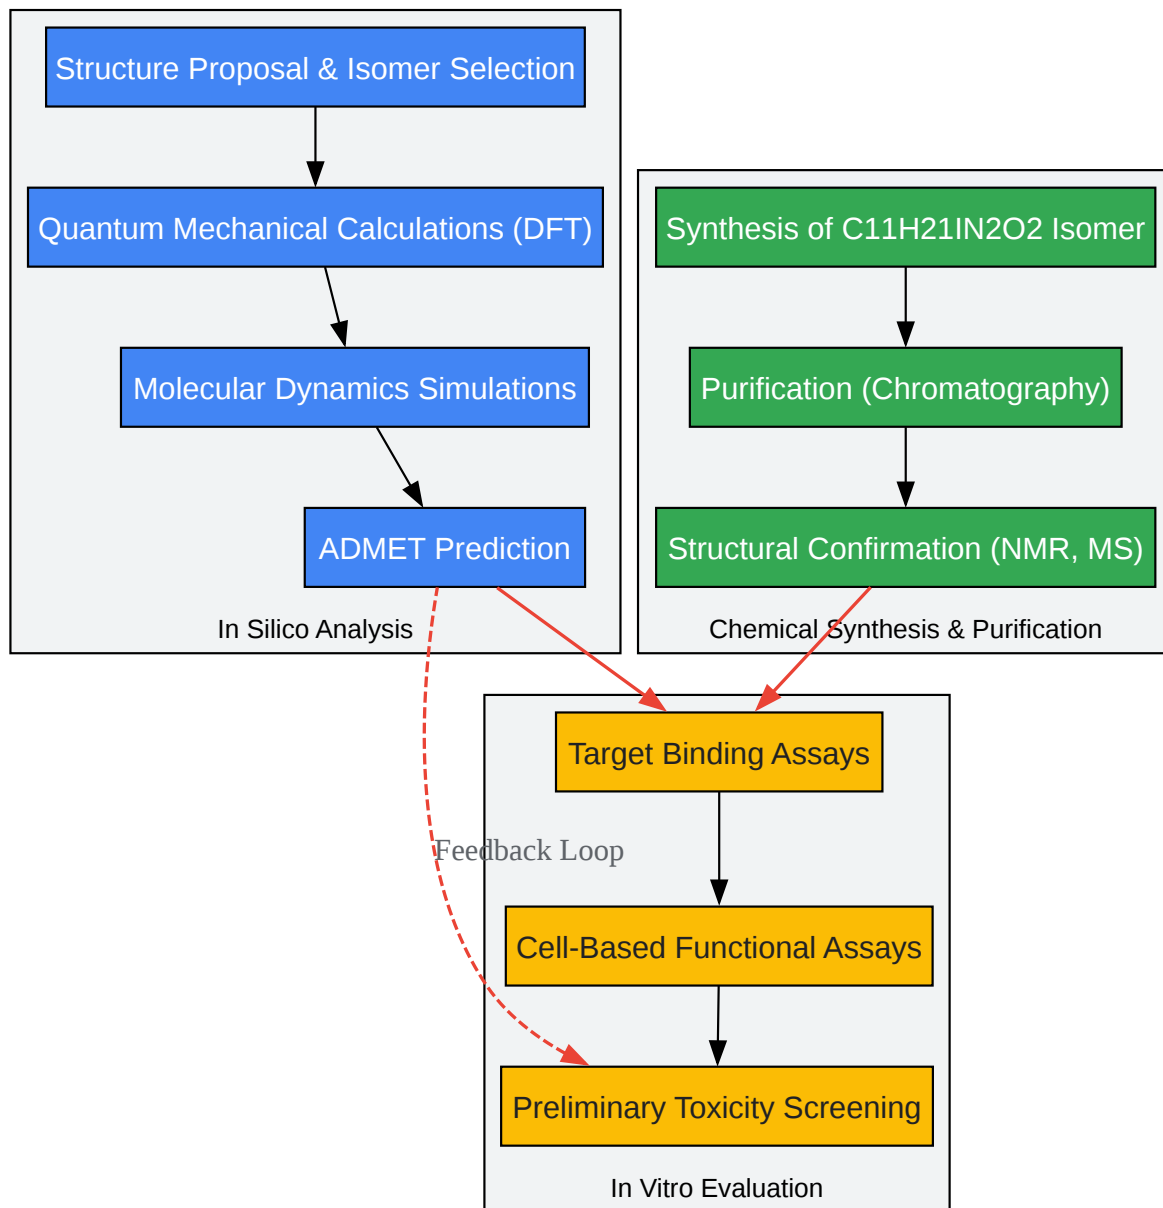 Structure Proposal & Isomer Selection
Quantum Mechanical Calculations (DFT)
Molecular Dynamics Simulations
ADMET Prediction
In Silico Analysis
Synthesis of C11H21IN2O2 Isomer
Purification (Chromatography)
Structural Confirmation (NMR, MS)
Chemical Synthesis & Purification
Target Binding Assays
Feedback Loop
Cell-Based Functional Assays
Preliminary Toxicity Screening
In Vitro Evaluation